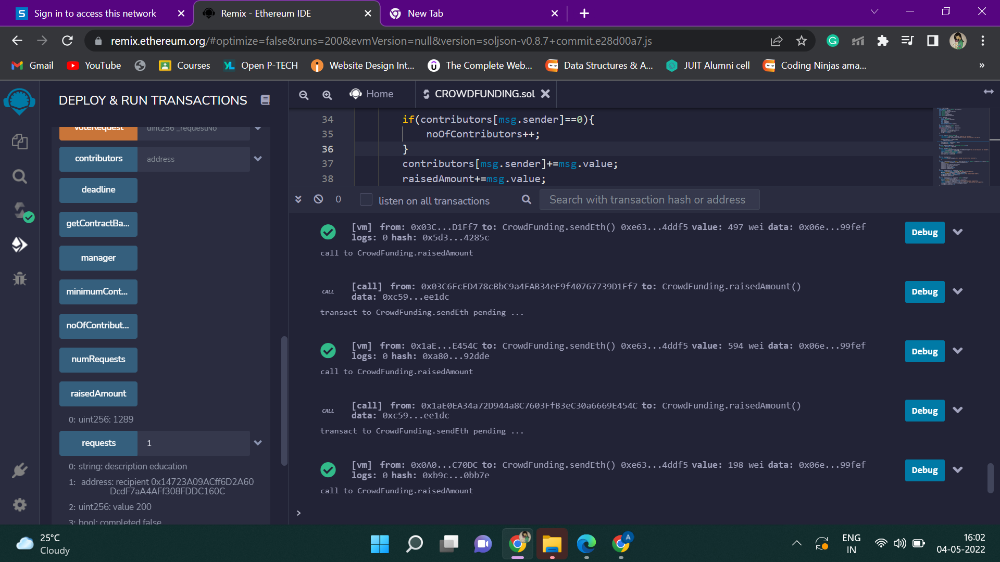 Sign in to access this network
Remix - Ethereum IDE
New Tab
remix.ethereum.org/#optimize=false&runs=200&evmVersion=null&version=soljson-v0.8.7+commit.e28d00a7.js
Gmail
YouTube
Courses
Open P-TECH
Website Design Int...
The Complete Web...
Data Structures & A...
JUIT Alumni cell
Coding Ninjas ama...
»
DEPLOY & RUN TRANSACTIONS
Home
CROWDFUNDING.sol
voteRequest
uint256 _requestNo
contributors
address
deadline
getContractBa...
manager
minimumCont...
noOfContribut...
numRequests
raisedAmount
0: uint256: 1289
requests
1
0: string: description education
1: address: recipient 0x14723A09ACff6D2A60
DcdF7aA4AFf308FDDC160C
2: uint256: value 200
3: bool: completed false
34 if(contributors[msg.sender]==0){
35 noOfContributors++;
36 }
37 contributors[msg.sender]+=msg.value;
38 raisedAmount+=msg.value;
0
listen on all transactions
Search with transaction hash or address
[vm] from: 0x03C...D1Ff7 to: CrowdFunding.sendEth() 0xe63...4ddf5 value: 497 wei data: 0x06e...99fef
logs: 0 hash: 0x5d3...4285c
Debug
call to CrowdFunding.raisedAmount
CALL
[call] from: 0x03C6FcED478cBbC9a4FAB34eF9f40767739D1Ff7 to: CrowdFunding.raisedAmount()
data: 0xc59...ee1dc
Debug
transact to CrowdFunding.sendEth pending ...
[vm] from: 0x1aE...E454C to: CrowdFunding.sendEth() 0xe63...4ddf5 value: 594 wei data: 0x06e...99fef
logs: 0 hash: 0xa80...92dde
Debug
call to CrowdFunding.raisedAmount
CALL
[call] from: 0x1aE0EA34a72D944a8C7603FfB3eC30a6669E454C to: CrowdFunding.raisedAmount()
data: 0xc59...ee1dc
Debug
transact to CrowdFunding.sendEth pending ...
[vm] from: 0x0A0...C70DC to: CrowdFunding.sendEth() 0xe63...4ddf5 value: 198 wei data: 0x06e...99fef
logs: 0 hash: 0xb9c...0bb7e
Debug
call to CrowdFunding.raisedAmount
>
25°C
Cloudy
A
ENG
IN
16:02
04-05-2022